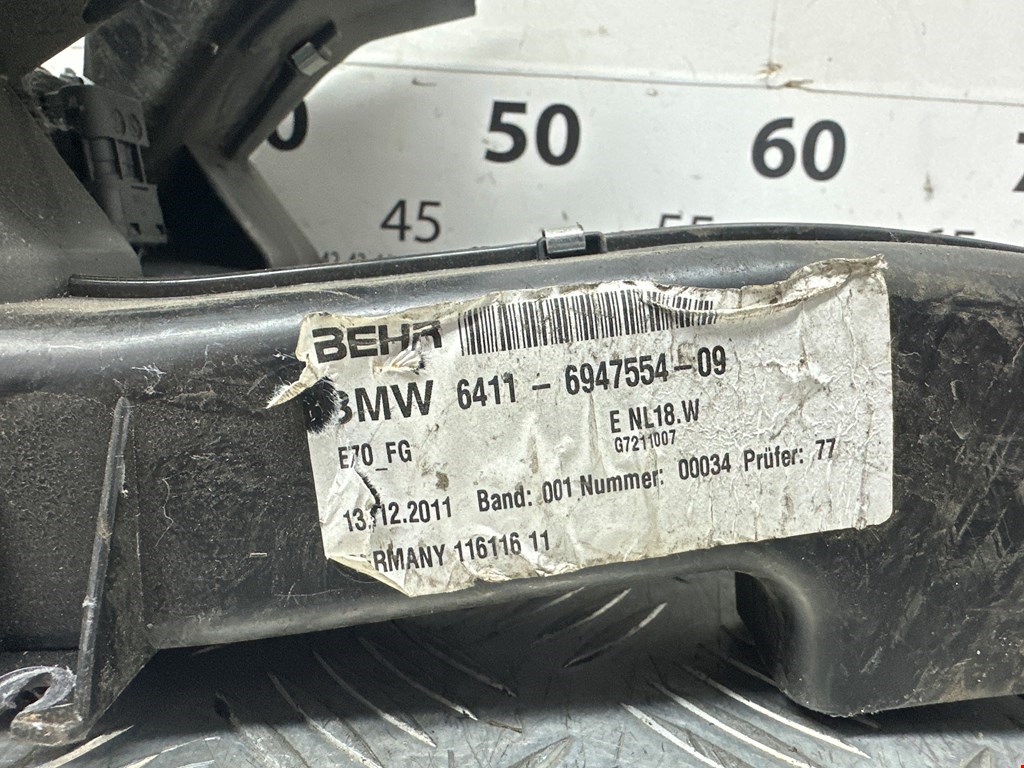 50
60
45
BEHR
BMW 6411 - 6947554-09
E NL18.W
E70_FG
G7211007
13.12.2011 Band: 001 Nummer: 00034 Prüfer: 77
RMANY 116116 11